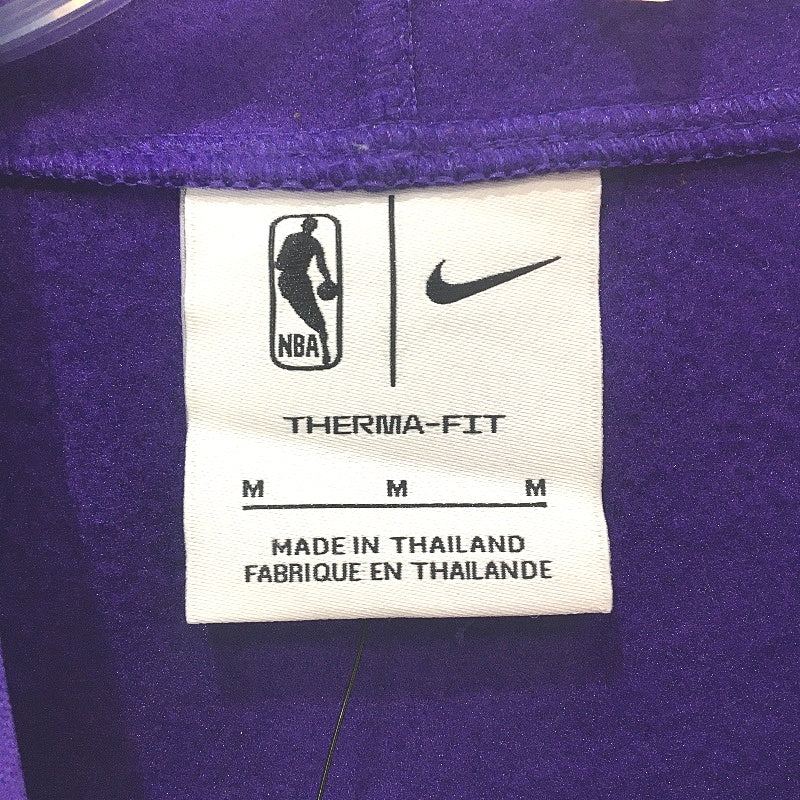 NBA
THERMA-FIT
M M M
MADE IN THAILAND
FABRIQUE EN THAILANDE